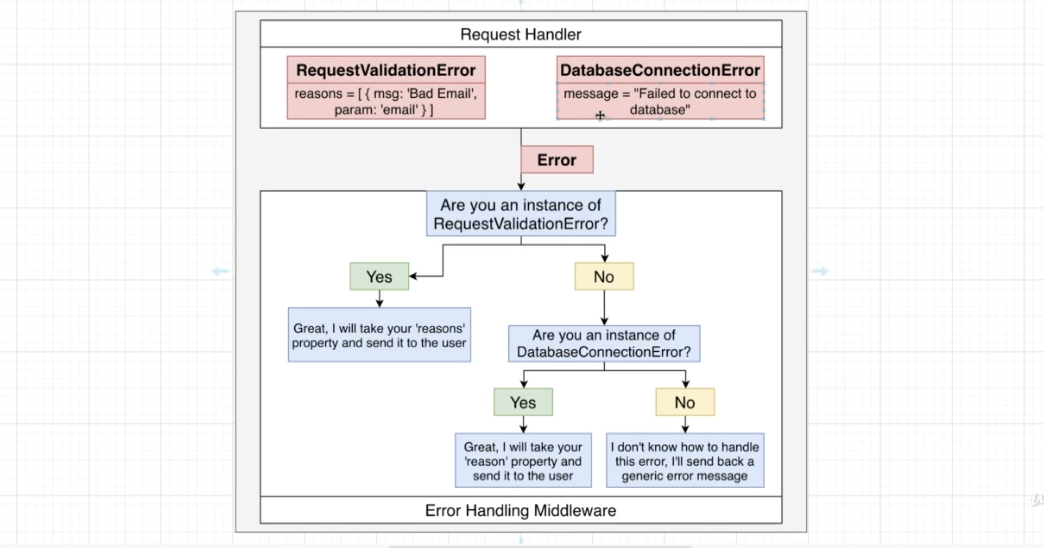 Request Handler
RequestValidationError
reasons = [ { msg: 'Bad Email',
param: 'email' } ]
DatabaseConnectionError
message = "Failed to connect to
database"
Error
Are you an instance of
RequestValidationError?
Yes
No
Great, I will take your 'reasons'
property and send it to the user
Are you an instance of
DatabaseConnectionError?
Yes
No
Great, I will take your
'reason' property and
send it to the user
I don't know how to handle
this error, I'll send back a
generic error message
Error Handling Middleware